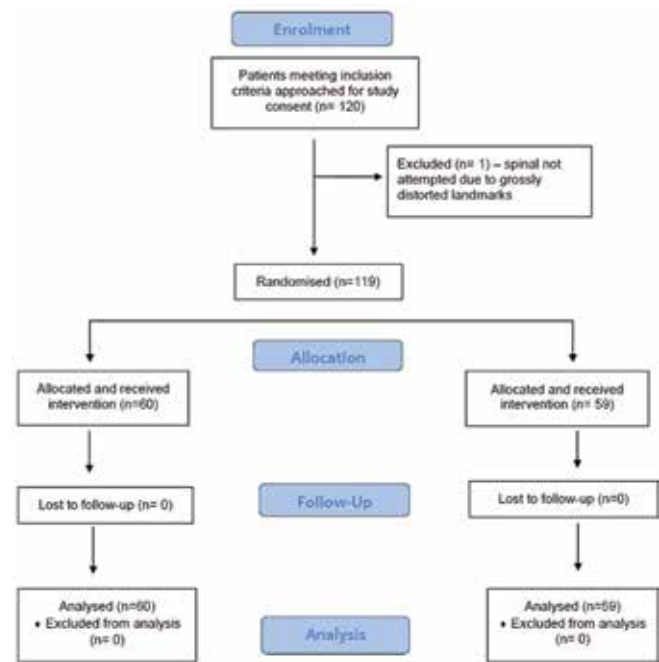 Enrolment
Patients meeting inclusion
criteria approached for study
consent (n= 120)
Excluded (n= 1) – spinal not
attempted due to grossly
distorted landmarks
Randomised (n=119)
Allocation
Allocated and received
intervention (n=60)
Allocated and received
intervention (n= 59)
Lost to follow-up (n= 0)
Follow-Up
Lost to follow-up (n=0)
Analysed (n=60)
♦ Excluded from analysis
(n= 0)
Analysed (n=59)
♦ Excluded from analysis
(n= 0)
Analysis